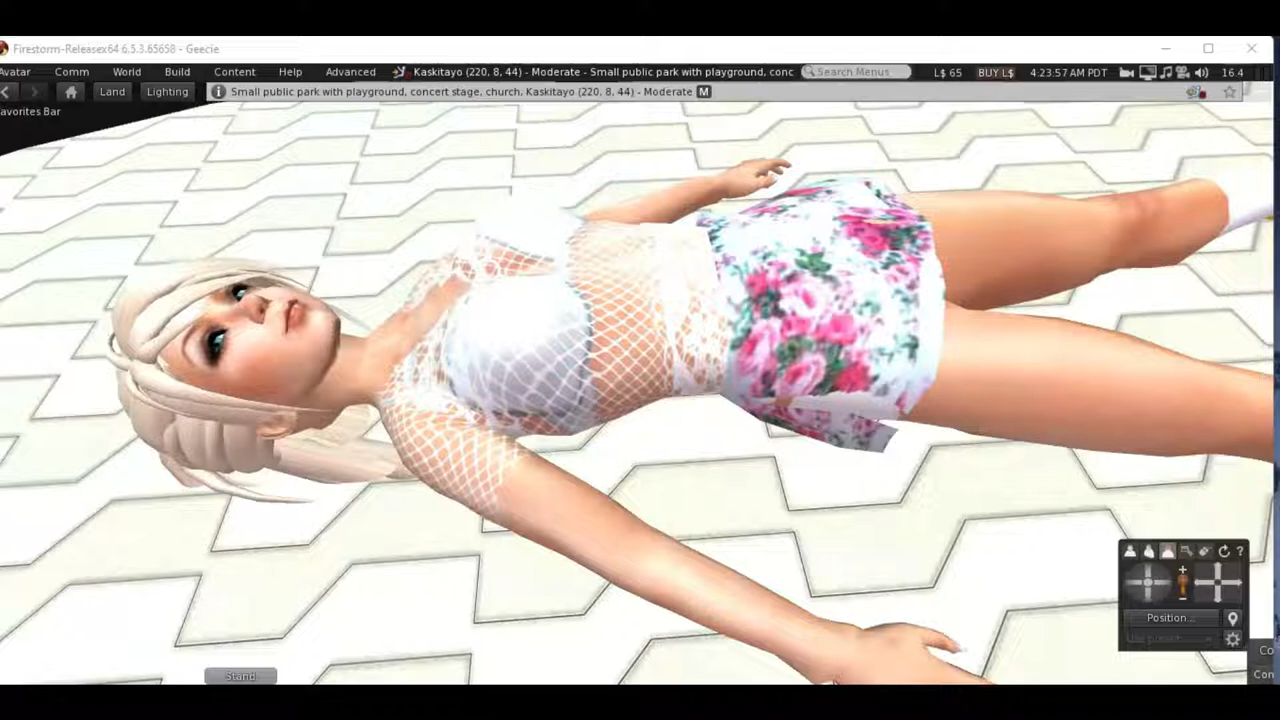 Firestorm-Releasex64 6.5.3.65658 - Geecie
Avatar Comm World Build Content Help Advanced Kaskitayo (220, 8, 44) - Moderate - Small public park with playground, conc Search Menus L$ 65 BUY L$ 4:23:57 AM PDT 16.4
Land Lighting Small public park with playground, concert stage, church, Kaskitayo (220, 8, 44) - Moderate M
avorites Bar
?
Position...
Co
Stand
Con